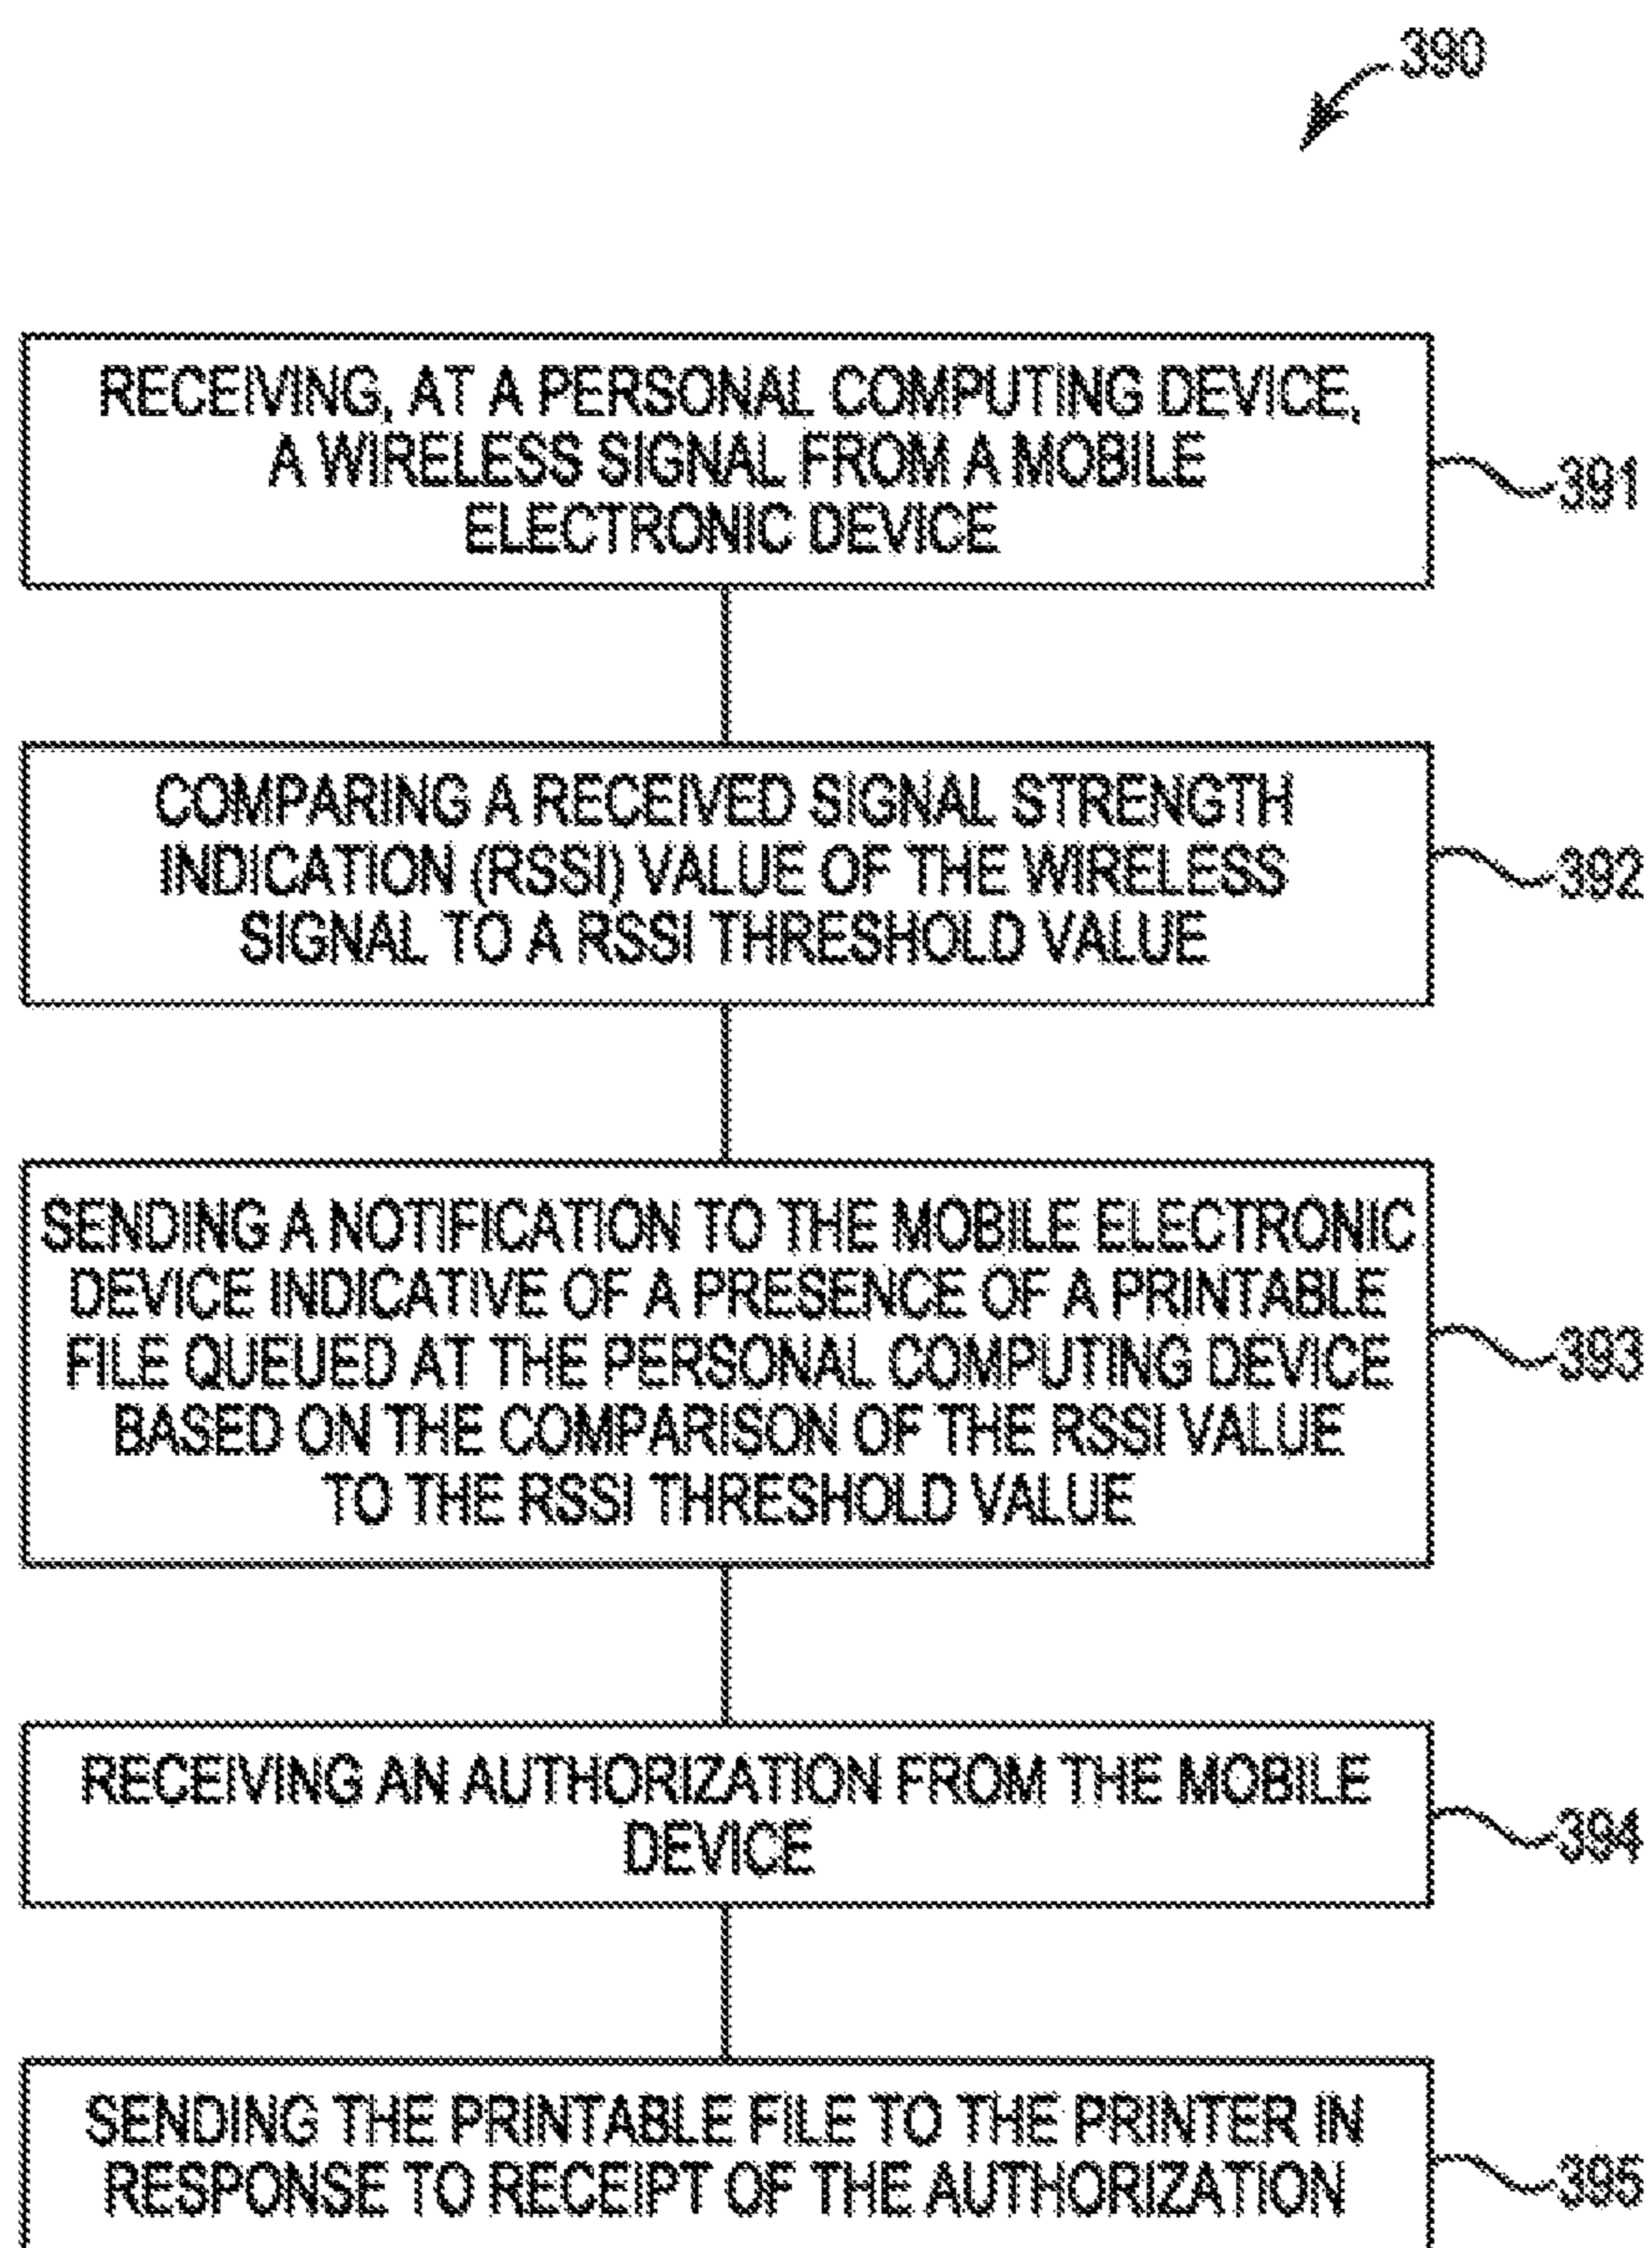 390
RECEIVING, AT A PERSONAL COMPUTING DEVICE,
A WIRELESS SIGNAL FROM A MOBILE
ELECTRONIC DEVICE
391
COMPARING A RECEIVED SIGNAL STRENGTH
INDICATION (RSSI) VALUE OF THE WIRELESS
SIGNAL TO A RSSI THRESHOLD VALUE
392
SENDING A NOTIFICATION TO THE MOBILE ELECTRONIC
DEVICE INDICATIVE OF A PRESENCE OF A PRINTABLE
FILE QUEUED AT THE PERSONAL COMPUTING DEVICE
BASED ON THE COMPARISON OF THE RSSI VALUE
TO THE RSSI THRESHOLD VALUE
393
RECEIVING AN AUTHORIZATION FROM THE MOBILE
DEVICE
394
SENDING THE PRINTABLE FILE TO THE PRINTER IN
RESPONSE TO RECEIPT OF THE AUTHORIZATION
395